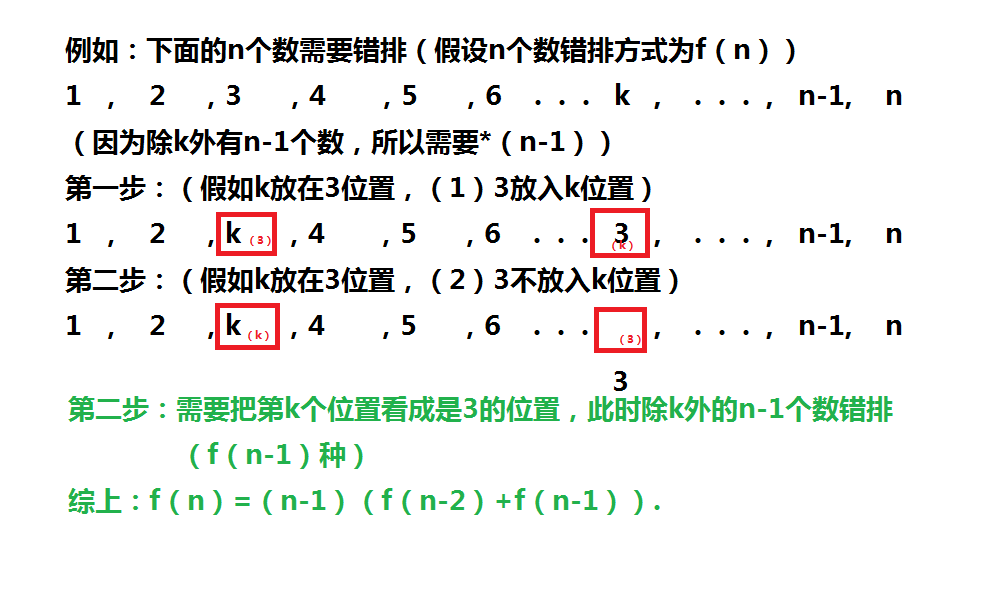 例如：下面的n个数需要错排（假设n个数错排方式为f（n））
1 , 2 ,3 ,4 ,5 ,6 ... k , ..., n-1, n
（因为除k外有n-1个数，所以需要*（n-1））
第一步：（假如k放在3位置，（1）3放入k位置）
1 , 2 ,k（3） ,4 ,5 ,6 ... 3（k） , ..., n-1, n
第二步：（假如k放在3位置，（2）3不放入k位置）
1 , 2 ,k（k） ,4 ,5 ,6 ... （3） , ..., n-1, n
3
第二步：需要把第k个位置看成是3的位置，此时除k外的n-1个数错排
（f（n-1）种）
综上：f（n）=（n-1）（f（n-2）+f（n-1））.